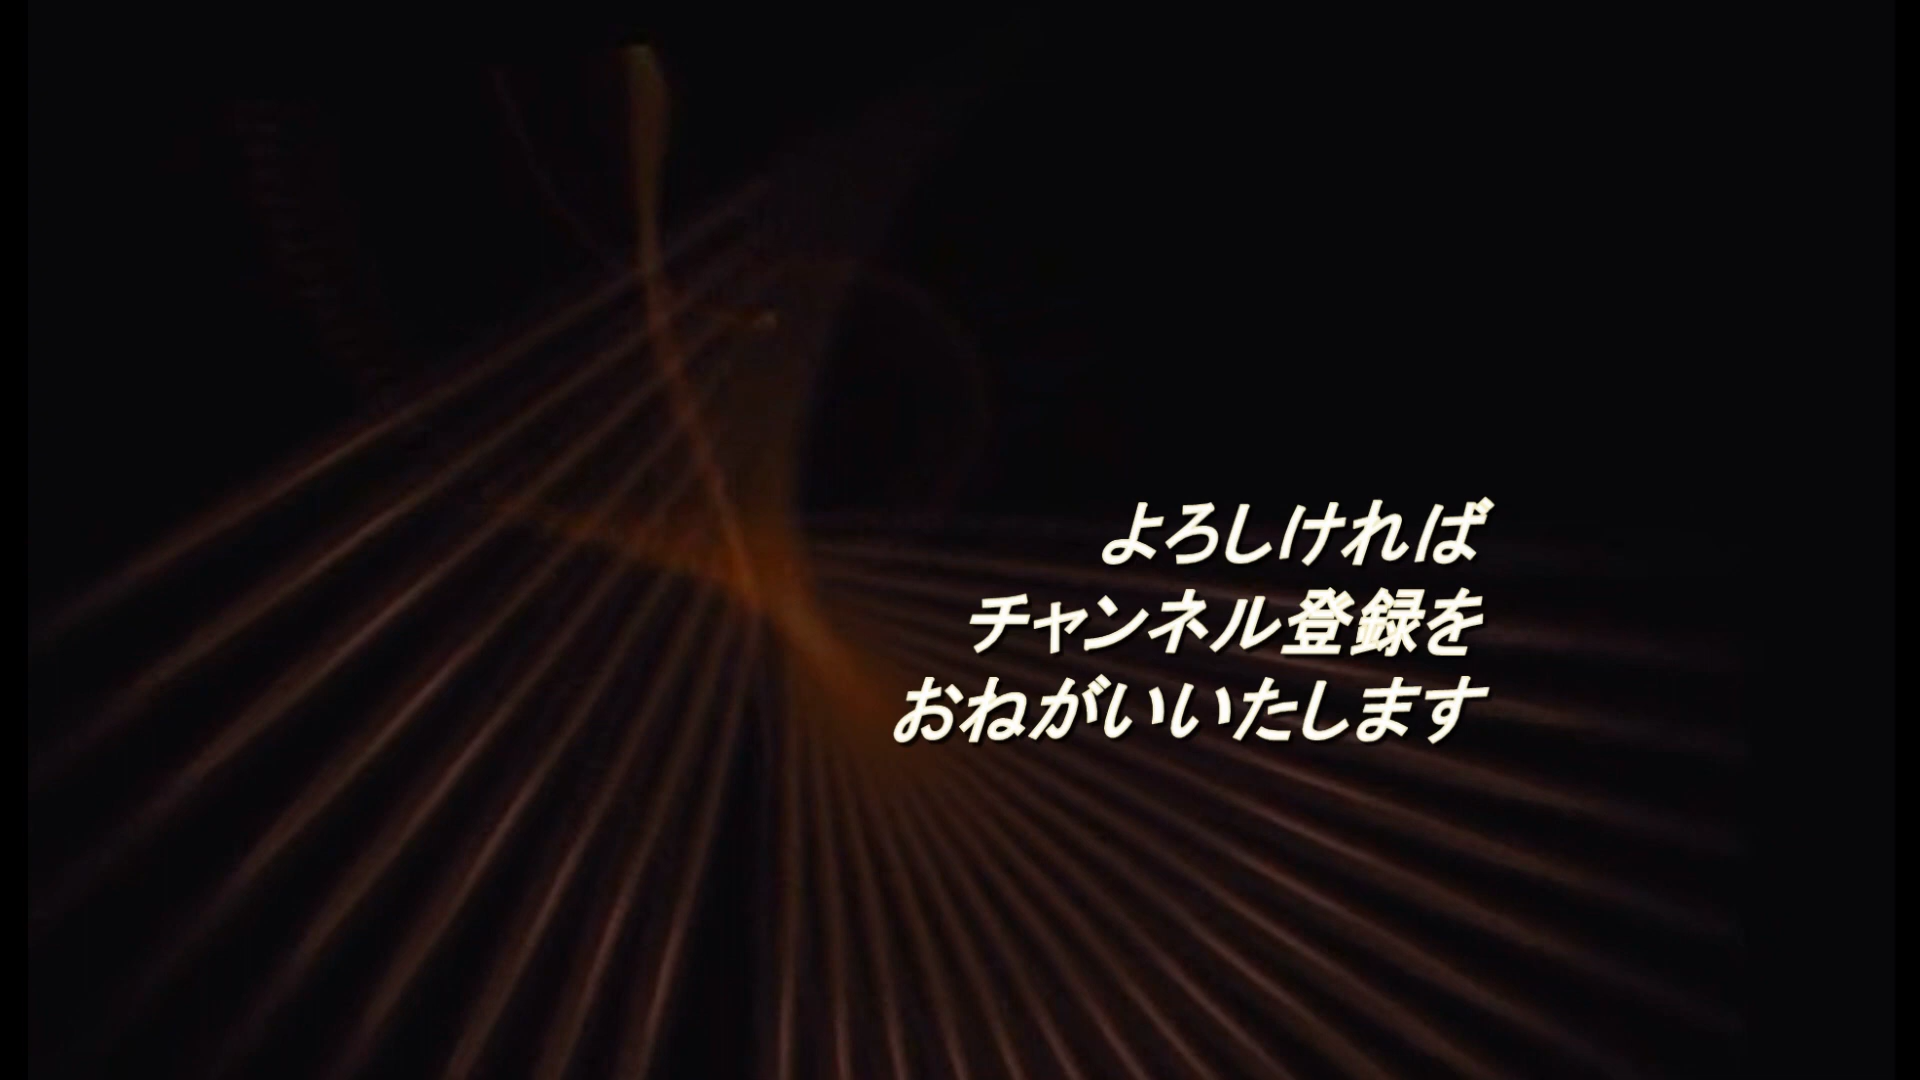 よろしければ
チャンネル登録を
おねがいいたします